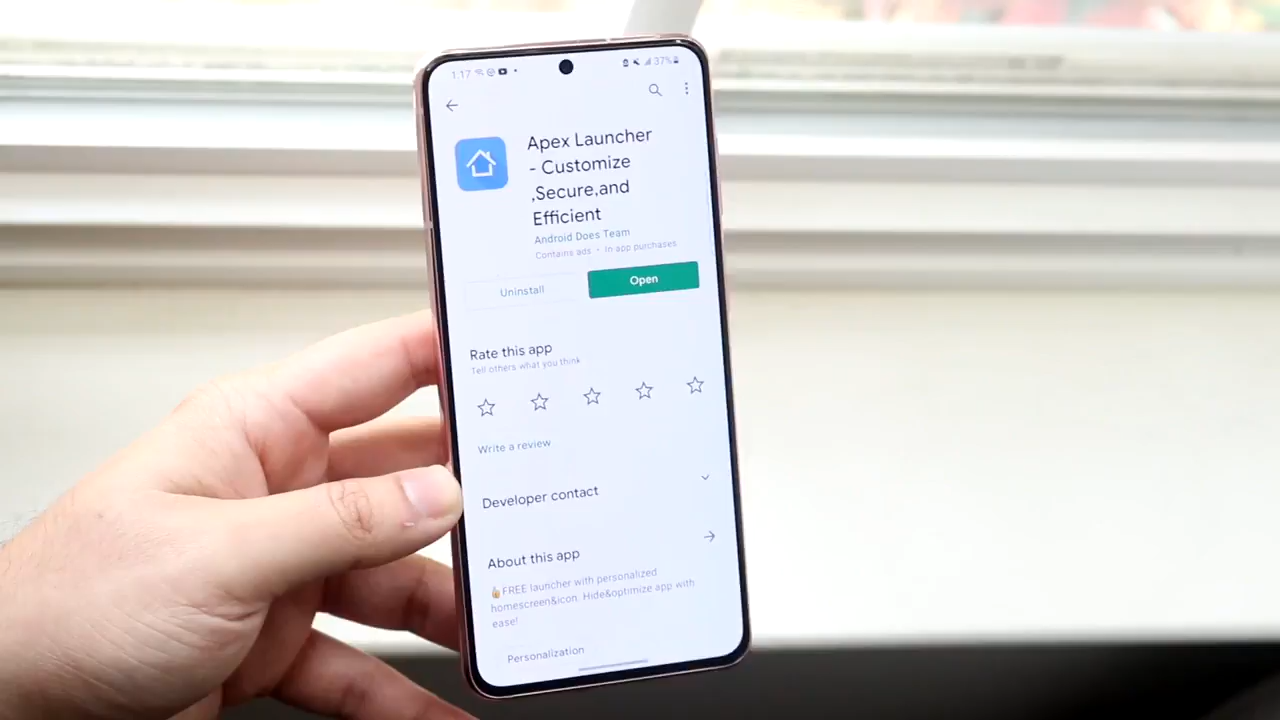 1:17
37%
Apex Launcher
- Customize
,Secure,and
Efficient
Android Does Team
Contains ads • In app purchases
Uninstall
Open
Rate this app
Tell others what you think
Write a review
Developer contact
About this app
👍FREE launcher with personalized
homescreen&icon. Hide&optimize app with
ease!
Personalization